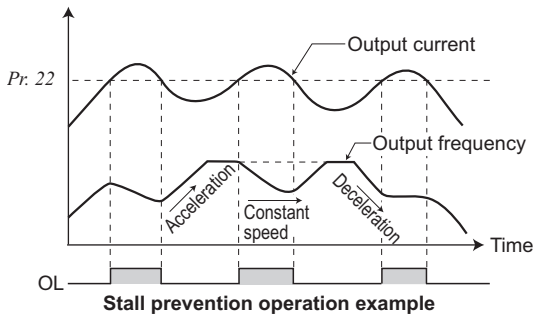 Output current
Pr. 22
Output frequency
Acceleration
Constant
speed
Deceleration
Time
OL
Stall prevention operation example